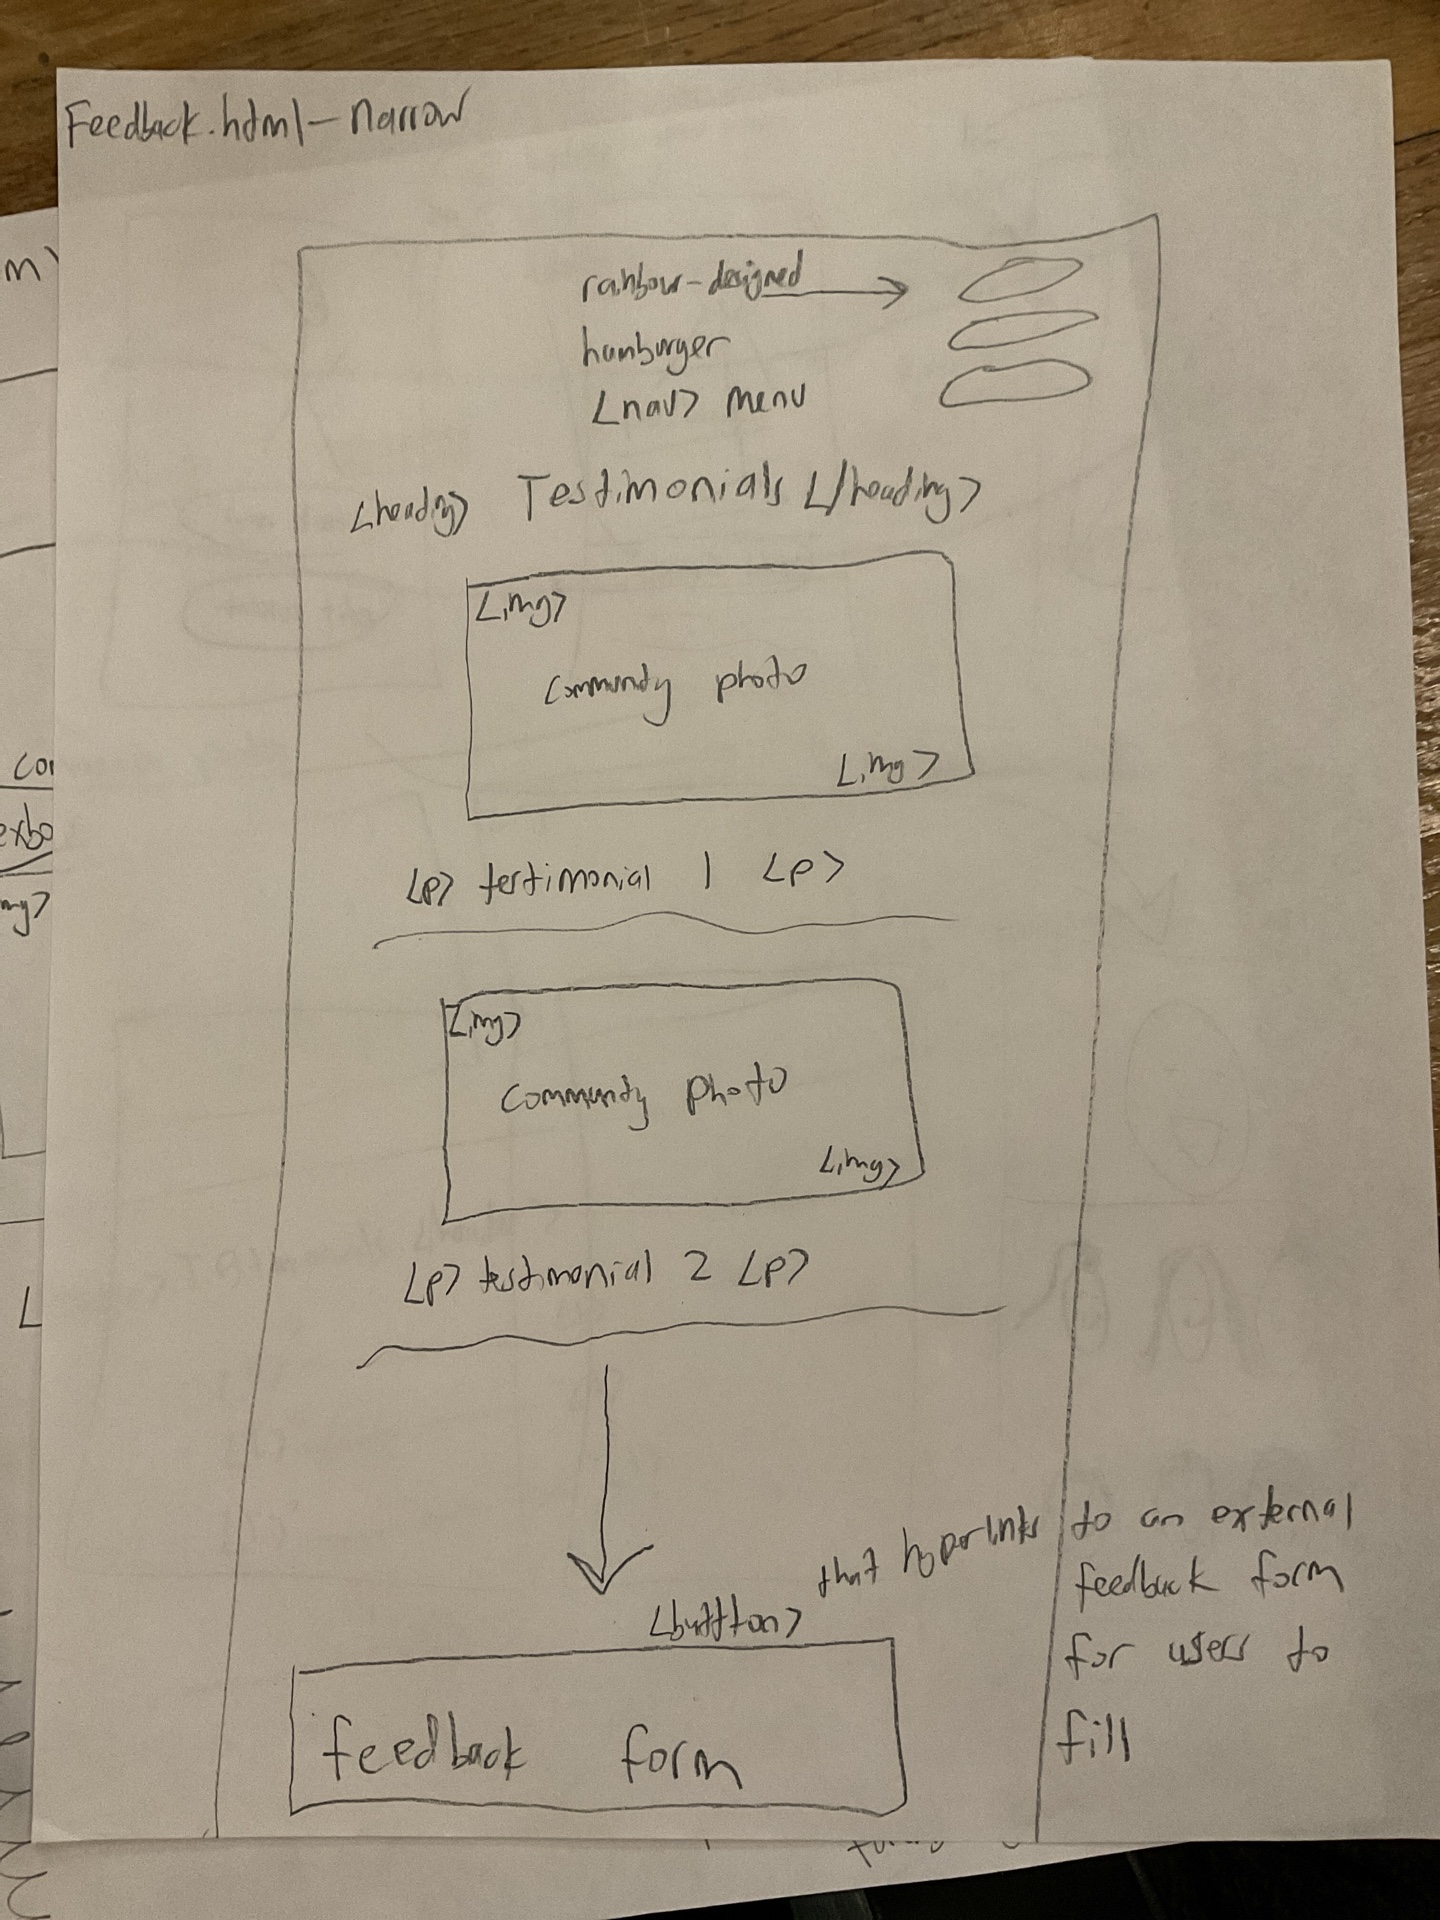 Feedback.html - narrow
rainbow-designed
hamburger
<nav> menu
<heading> Testimonials </heading>
<img>
community photo
<img>
<p> testimonial 1 <p>
<img>
community photo
<img>
<p> testimonial 2 <p>
<buttton> that hyperlinks to an external
feedback form
for users to
fill
feedback form